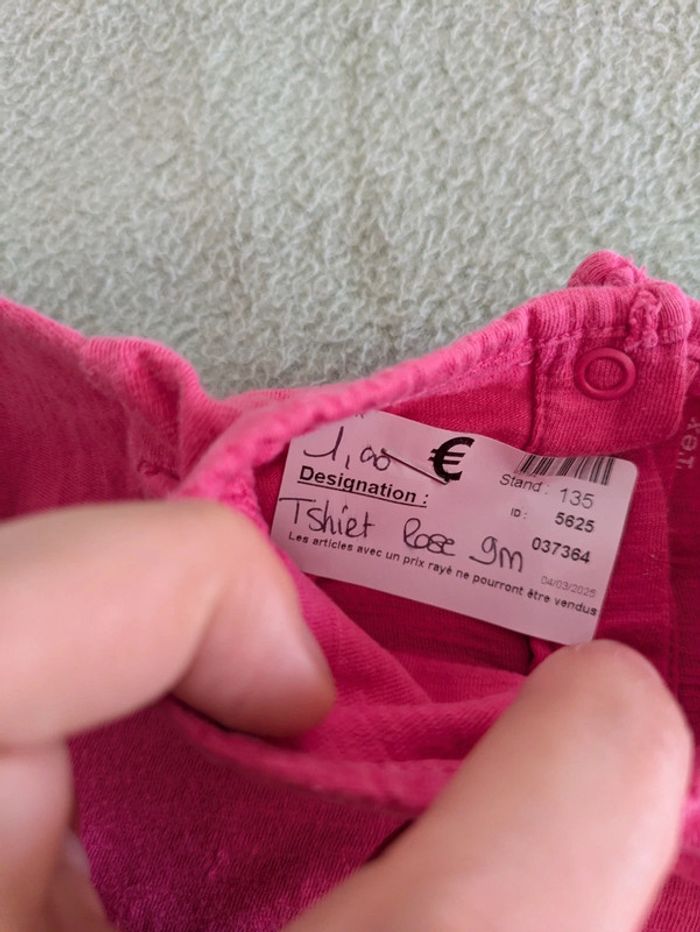 1,00 €
Stand : 135
Designation :
ID : 5625
Tshirt Rose 9m
037364
04/03/2025
Les articles avec un prix rayé ne pourront être vendus